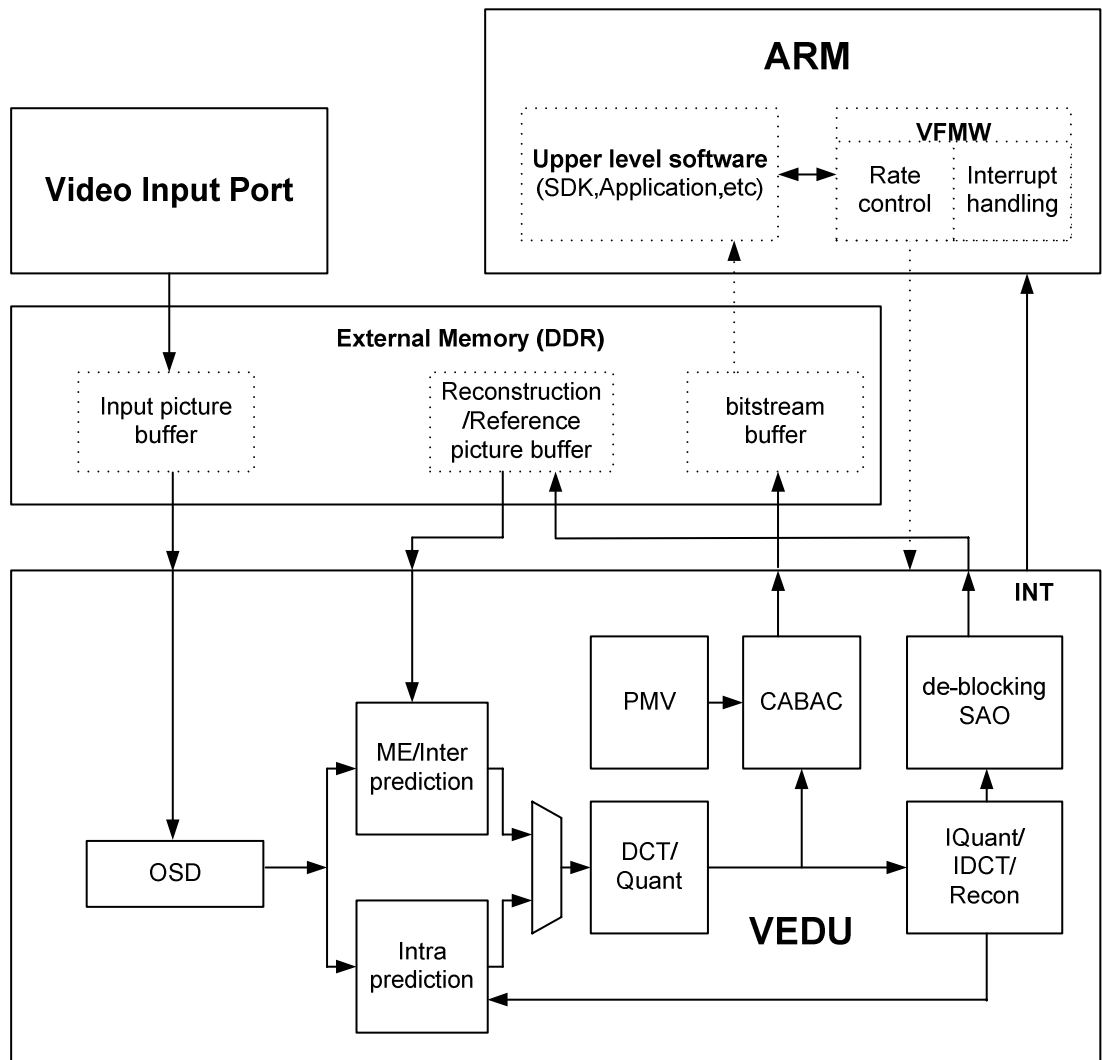 ARM
Upper level software
(SDK,Application,etc)
VFMW
Rate
control
Interrupt
handling
Video Input Port
External Memory (DDR)
Input picture
buffer
Reconstruction
/Reference
picture buffer
bitstream
buffer
INT
PMV
CABAC
de-blocking
SAO
ME/Inter
prediction
OSD
DCT/
Quant
IQuant/
IDCT/
Recon
Intra
prediction
VEDU